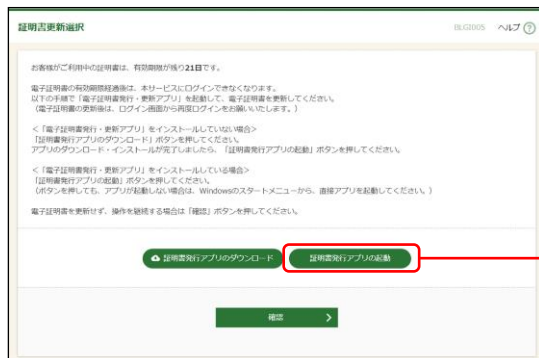 証明書更新選択
BLGI005 ヘルプ ?
お客様がご利用中の証明書は、有効期限が残り21日です。
電子証明書の有効期限経過後は、本サービスにログインできなくなります。
以下の手順で「電子証明書発行・更新アプリ」を起動して、電子証明書を更新してください。
（電子証明書の更新後は、ログイン画面から再度ログインをお願いいたします。）
＜「電子証明書発行・更新アプリ」をインストールしていない場合＞
「証明書発行アプリのダウンロード」ボタンを押してください。
アプリのダウンロード・インストールが完了しましたら、「証明書発行アプリの起動」ボタンを押してください。
＜「電子証明書発行・更新アプリ」をインストールしている場合＞
「証明書発行アプリの起動」ボタンを押してください。
（ボタンを押しても、アプリが起動しない場合は、Windowsのスタートメニューから、直接アプリを起動してください。）
電子証明書を更新せず、操作を継続する場合は「確認」ボタンを押してください。
証明書発行アプリのダウンロード 証明書発行アプリの起動
確認